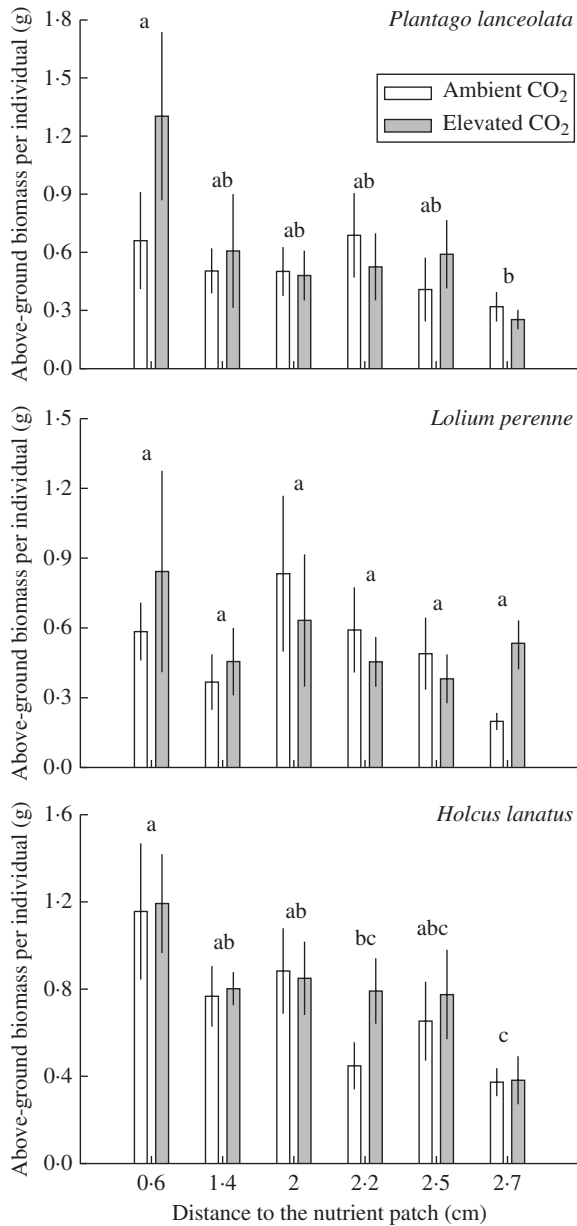 Plantago lanceolata
Above-ground biomass per individual (g)
1·8
1·5
1·2
0·9
0·6
0·3
0·0
Ambient CO2
Elevated CO2
a
ab
ab
ab
ab
b
Lolium perenne
Above-ground biomass per individual (g)
1·5
1·2
0·9
0·6
0·3
0·0
a
a
a
a
a
a
Holcus lanatus
Above-ground biomass per individual (g)
1·6
1·2
0·8
0·4
0·0
a
ab
ab
bc
abc
c
0·6 1·4 2 2·2 2·5 2·7
Distance to the nutrient patch (cm)